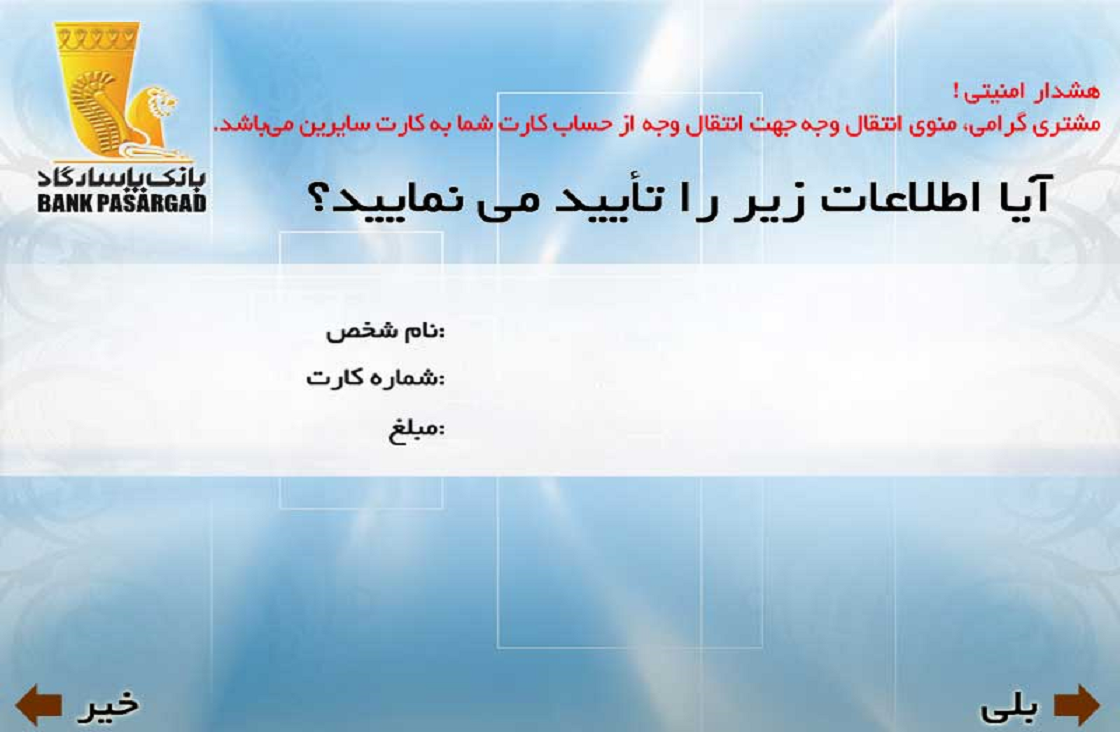 بانک پاسارگاد
BANK PASARGAD
هشدار امنیتی !
مشتری گرامی، منوی انتقال وجه جهت انتقال وجه از حساب کارت شما به کارت سایرین می‌باشد.
آیا اطلاعات زیر را تأیید می نمایید؟
نام شخص:
شماره کارت:
مبلغ:
بلی
خیر